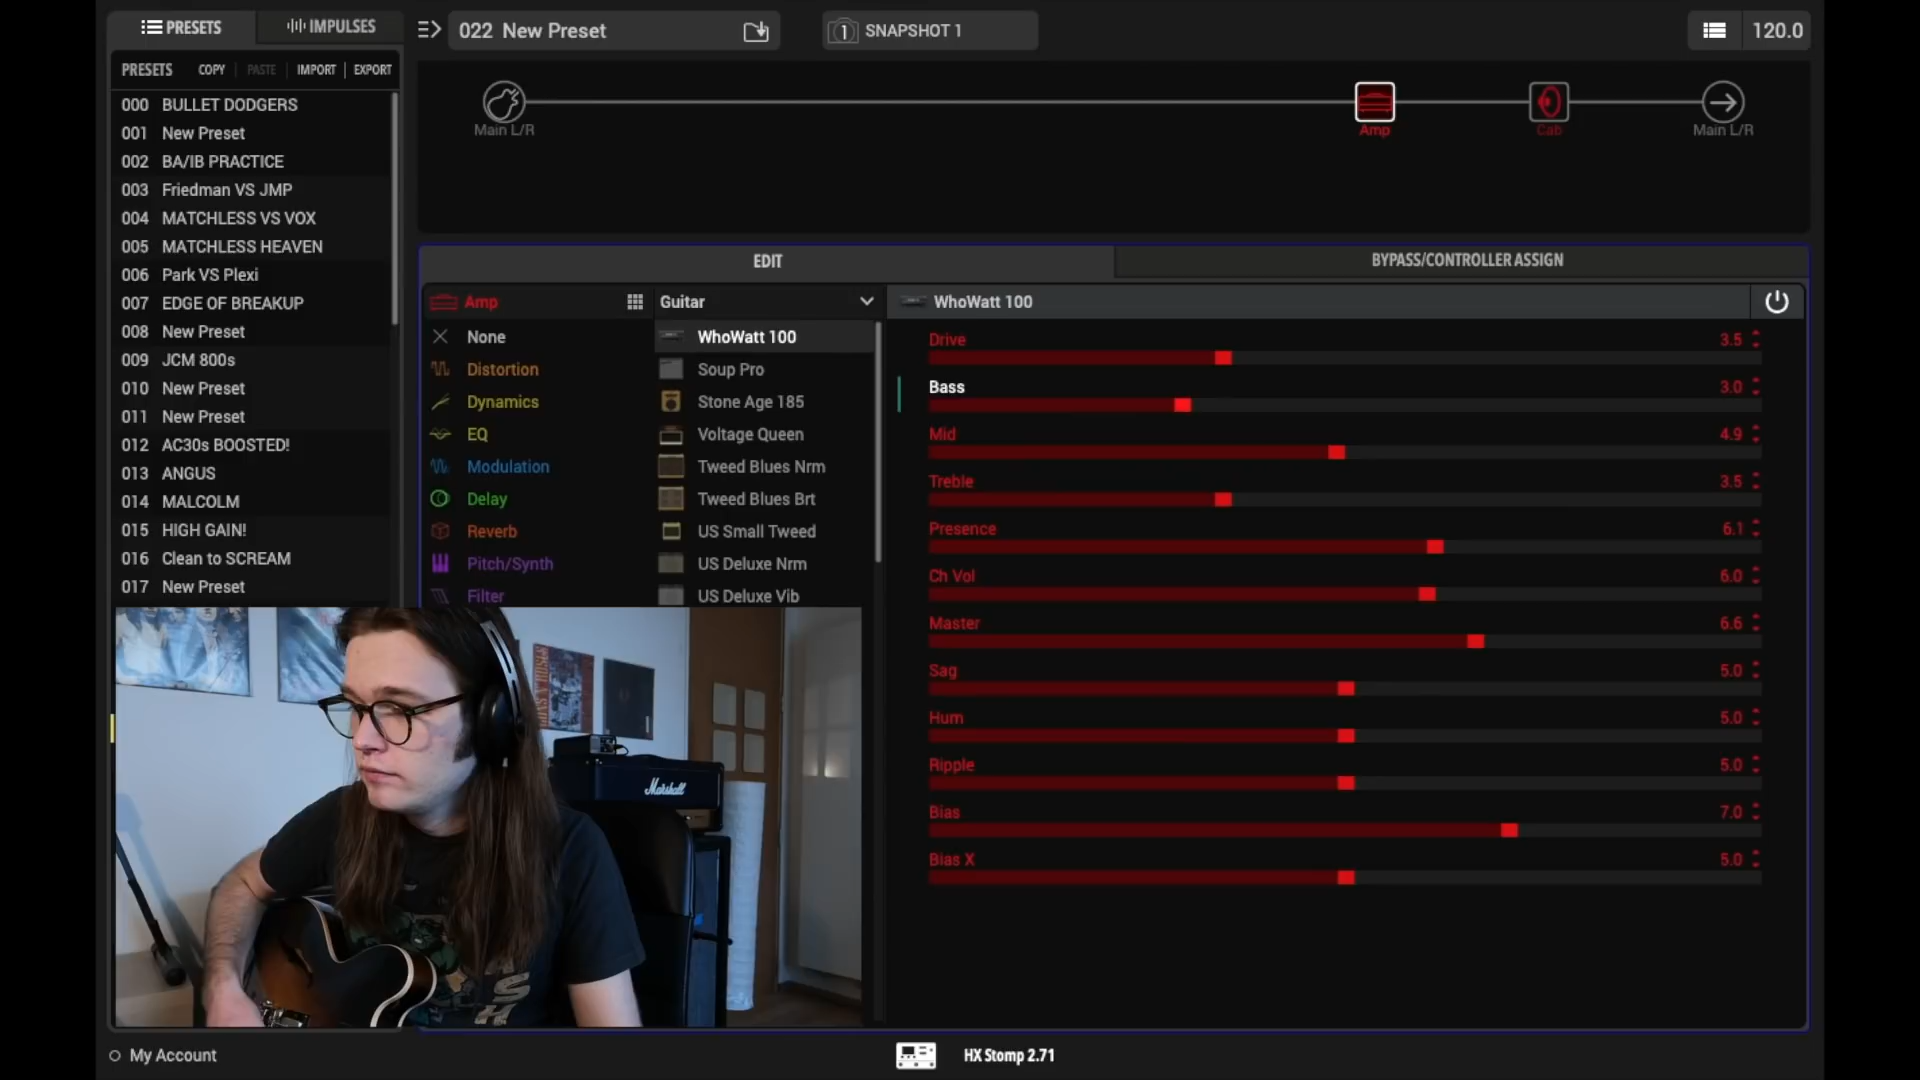 PRESETS
IMPULSES
022 New Preset
1 SNAPSHOT 1
120.0
PRESETS COPY PASTE IMPORT EXPORT
000 BULLET DODGERS
001 New Preset
002 BA/IB PRACTICE
003 Friedman VS JMP
004 MATCHLESS VS VOX
005 MATCHLESS HEAVEN
006 Park VS Plexi
007 EDGE OF BREAKUP
008 New Preset
009 JCM 800s
010 New Preset
011 New Preset
012 AC30s BOOSTED!
013 ANGUS
014 MALCOLM
015 HIGH GAIN!
016 Clean to SCREAM
017 New Preset
Main L/R
Amp
Cab
Main L/R
EDIT
BYPASS/CONTROLLER ASSIGN
Amp
None
Distortion
Dynamics
EQ
Modulation
Delay
Reverb
Pitch/Synth
Filter
Guitar
WhoWatt 100
Soup Pro
Stone Age 185
Voltage Queen
Tweed Blues Nrm
Tweed Blues Brt
US Small Tweed
US Deluxe Nrm
US Deluxe Vib
WhoWatt 100
Drive 3.5
Bass 3.0
Mid 4.9
Treble 3.5
Presence 6.1
Ch Vol 6.0
Master 6.6
Sag 5.0
Hum 5.0
Ripple 5.0
Bias 7.0
Bias X 5.0
Marshall
My Account
HX Stomp 2.71